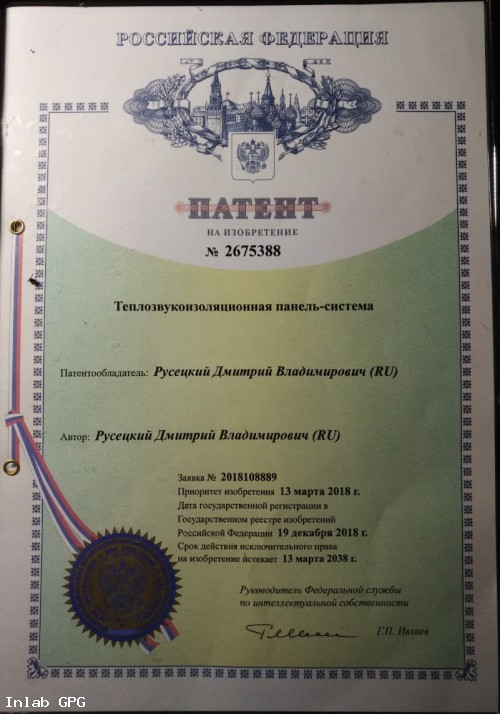 РОССИЙСКАЯ ФЕДЕРАЦИЯ
ПАТЕНТ
НА ИЗОБРЕТЕНИЕ
№ 2675388
Теплозвукоизоляционная панель-система
Патентообладатель: Русецкий Дмитрий Владимирович (RU)
Автор: Русецкий Дмитрий Владимирович (RU)
Заявка № 2018108889
Приоритет изобретения 13 марта 2018 г.
Дата государственной регистрации в
Государственном реестре изобретений
Российской Федерации 19 декабря 2018 г.
Срок действия исключительного права
на изобретение истекает 13 марта 2038 г.
Руководитель Федеральной службы
по интеллектуальной собственности
Г.П. Ивлиев
Inlab GPG